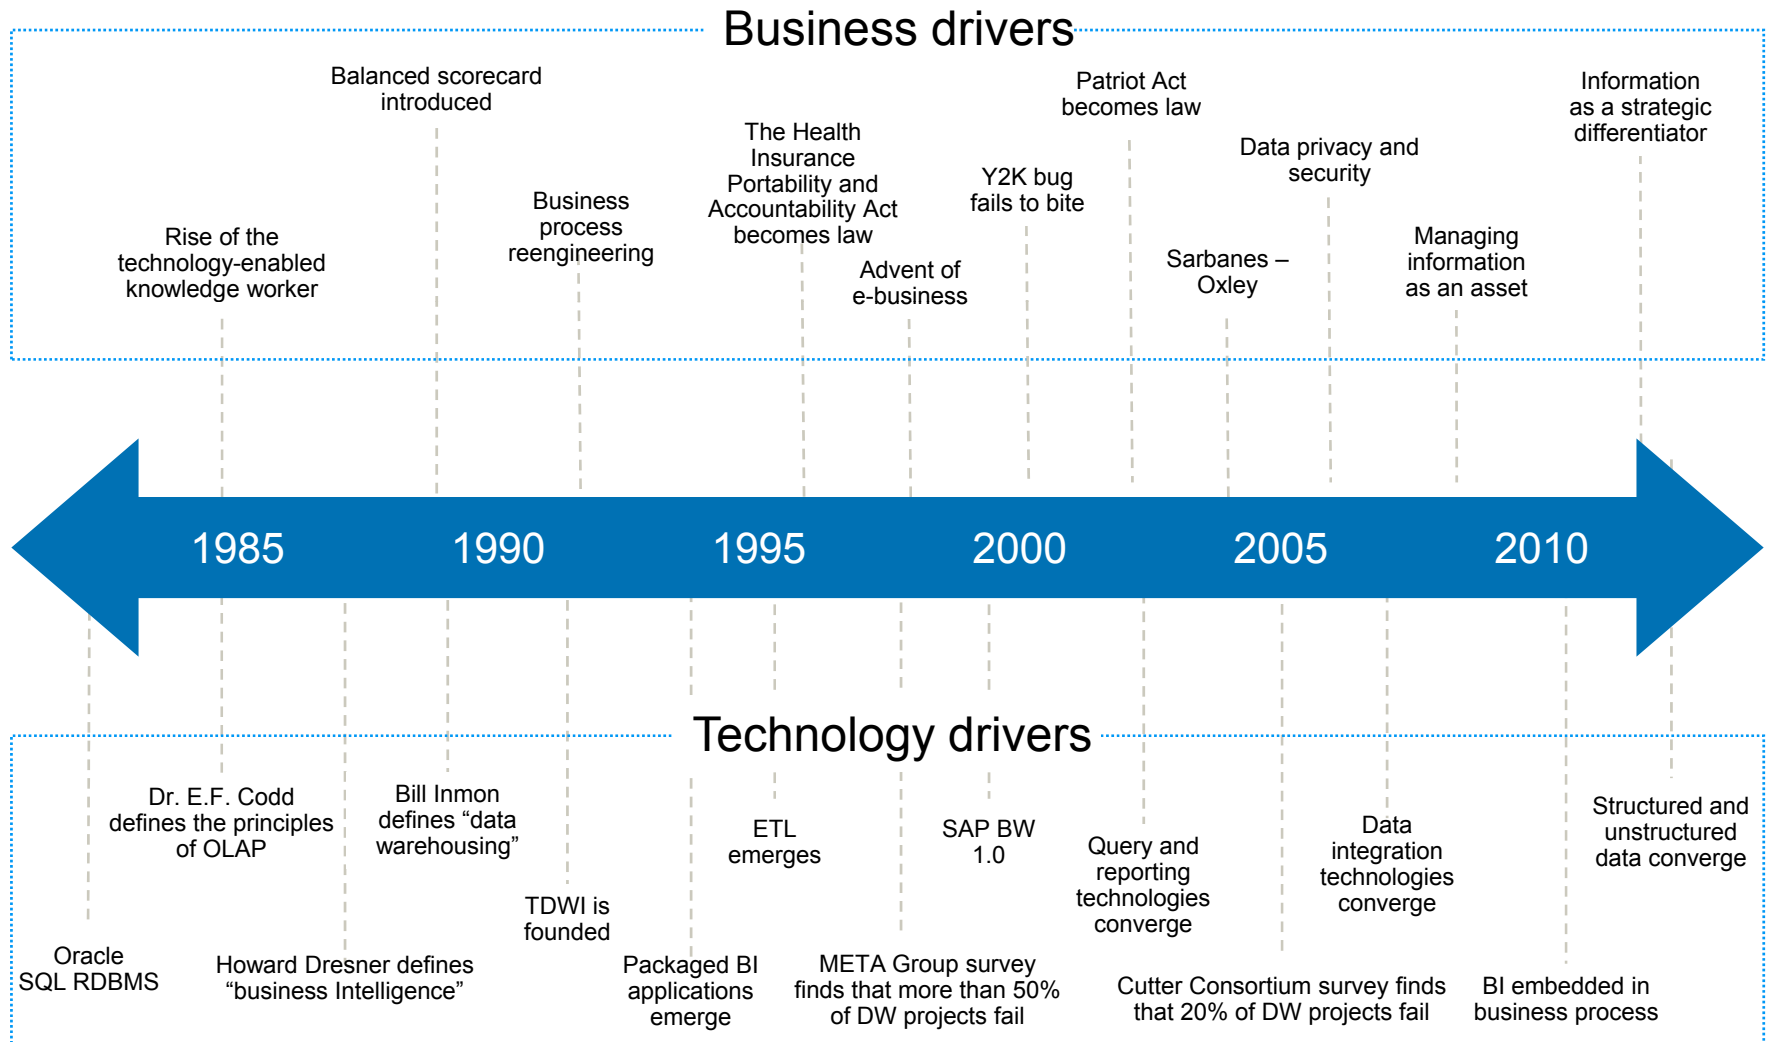 Business drivers
Balanced scorecard
introduced
Patriot Act
becomes law
Information
as a strategic
differentiator
The Health
Insurance
Portability and
Accountability Act
becomes law
Data privacy and
security
Y2K bug
fails to bite
Business
process
reengineering
Rise of the
technology-enabled
knowledge worker
Advent of
e-business
Sarbanes –
Oxley
Managing
information
as an asset
1985
1990
1995
2000
2005
2010
Technology drivers
Dr. E.F. Codd
defines the principles
of OLAP
Bill Inmon
defines “data
warehousing”
ETL
emerges
SAP BW
1.0
Query and
reporting
technologies
converge
Data
integration
technologies
converge
Structured and
unstructured
data converge
TDWI is
founded
Oracle
SQL RDBMS
Howard Dresner defines
“business Intelligence”
Packaged BI
applications
emerge
META Group survey
finds that more than 50%
of DW projects fail
Cutter Consortium survey finds
that 20% of DW projects fail
BI embedded in
business process